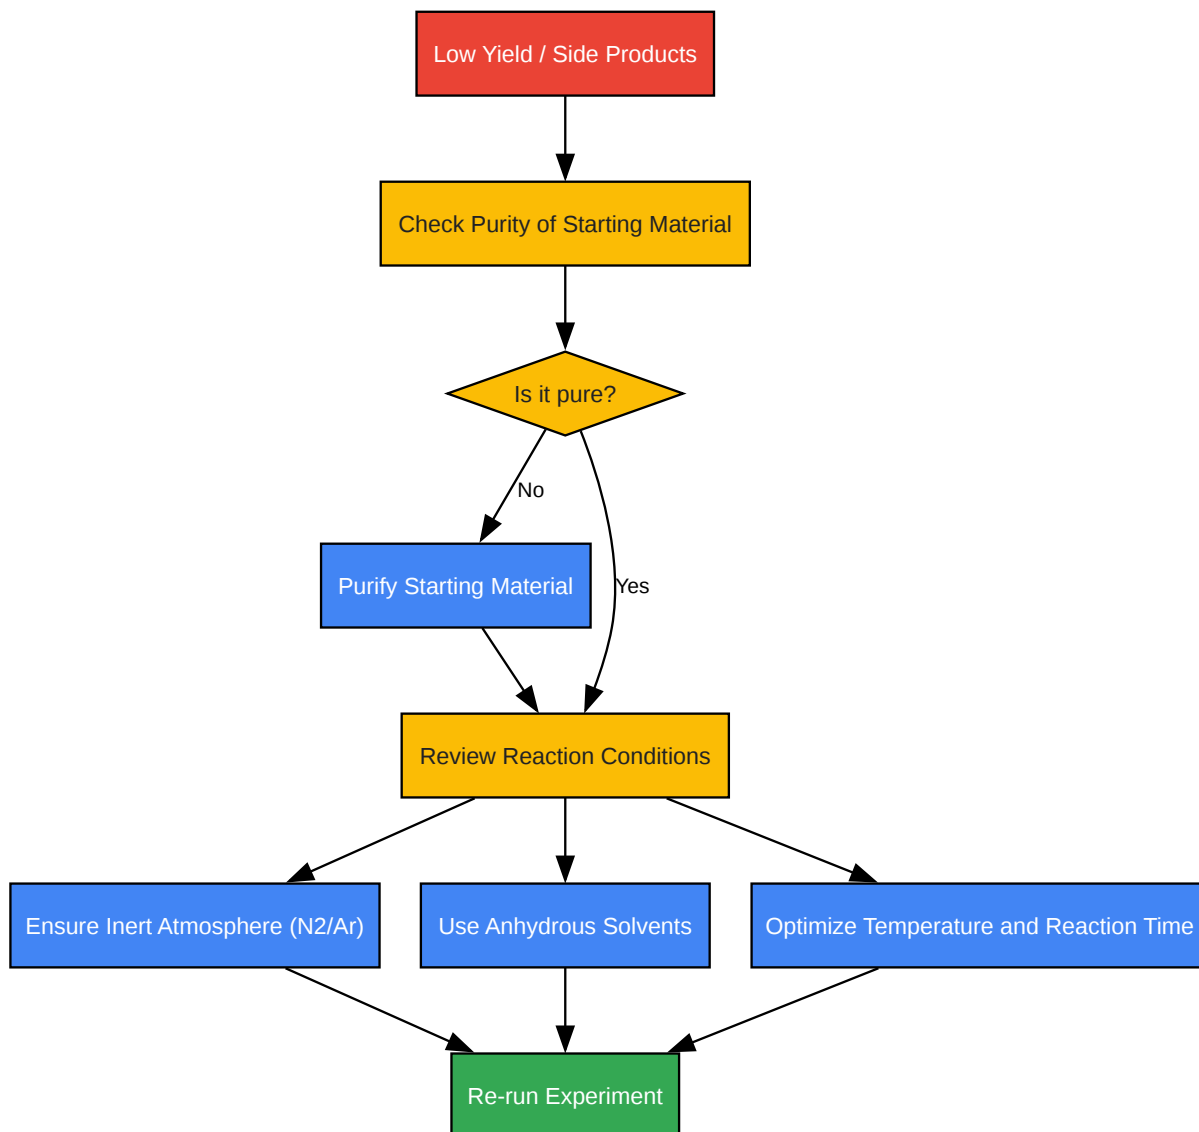 Low Yield / Side Products
Check Purity of Starting Material
Is it pure?
No
Purify Starting Material
Yes
Review Reaction Conditions
Ensure Inert Atmosphere (N2/Ar)
Use Anhydrous Solvents
Optimize Temperature and Reaction Time
Re-run Experiment